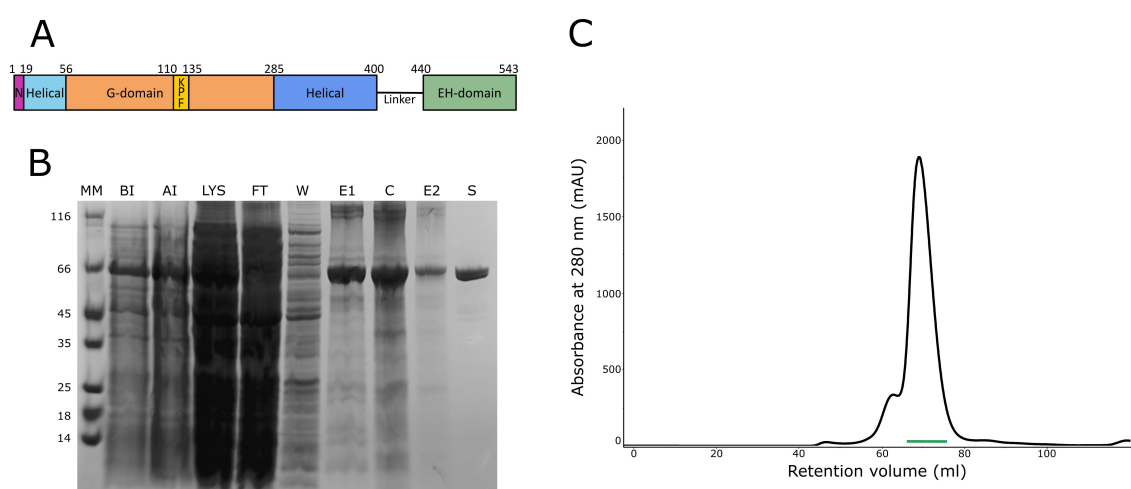 A
1 19 56 110 135 285 400 440 543
N Helical G-domain KPF Helical Linker EH-domain
B
MM BI AI LYS FT W E1 C E2 S
116
66
45
35
25
18
14
C
Absorbance at 280 nm (mAU)
2000
1500
1000
500
0
0 20 40 60 80 100
Retention volume (ml)